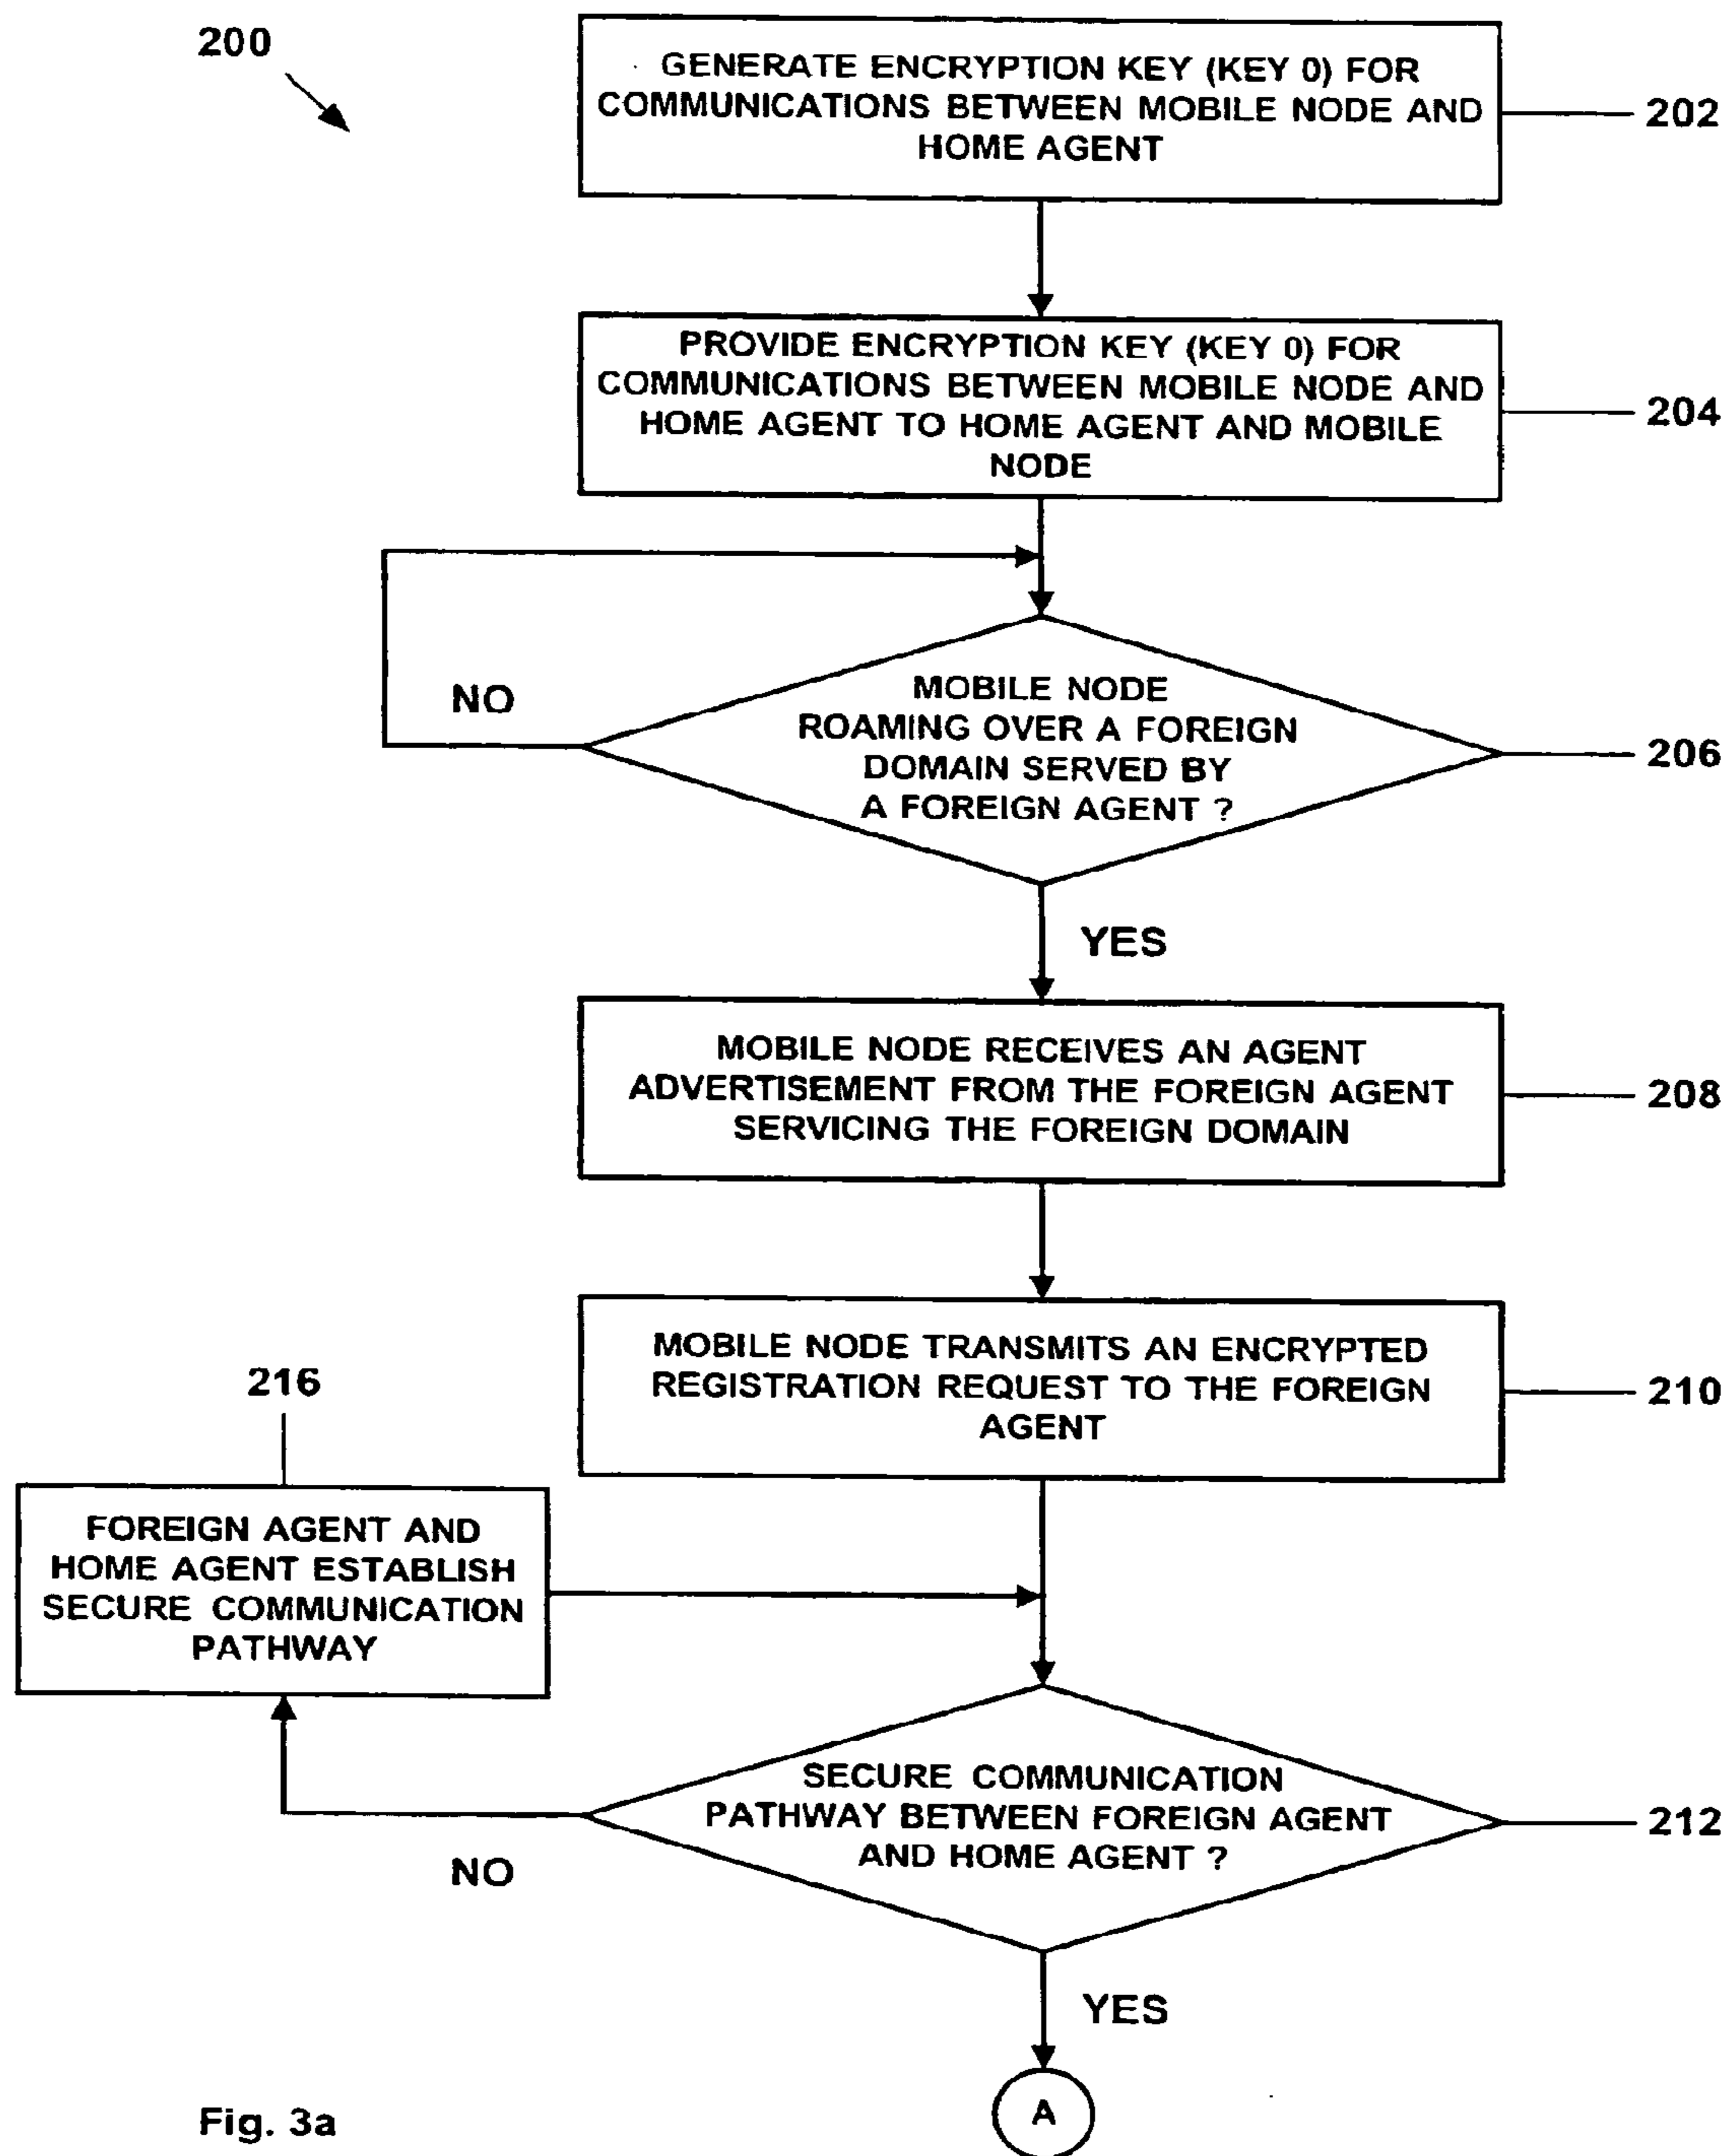 200
GENERATE ENCRYPTION KEY (KEY 0) FOR
COMMUNICATIONS BETWEEN MOBILE NODE AND
HOME AGENT
202
PROVIDE ENCRYPTION KEY (KEY 0) FOR
COMMUNICATIONS BETWEEN MOBILE NODE AND
HOME AGENT TO HOME AGENT AND MOBILE
NODE
204
NO
MOBILE NODE
ROAMING OVER A FOREIGN
DOMAIN SERVED BY
A FOREIGN AGENT ?
206
YES
MOBILE NODE RECEIVES AN AGENT
ADVERTISEMENT FROM THE FOREIGN AGENT
SERVICING THE FOREIGN DOMAIN
208
MOBILE NODE TRANSMITS AN ENCRYPTED
REGISTRATION REQUEST TO THE FOREIGN
AGENT
210
216
FOREIGN AGENT AND
HOME AGENT ESTABLISH
SECURE COMMUNICATION
PATHWAY
SECURE COMMUNICATION
PATHWAY BETWEEN FOREIGN AGENT
AND HOME AGENT ?
212
NO
YES
A
Fig. 3a